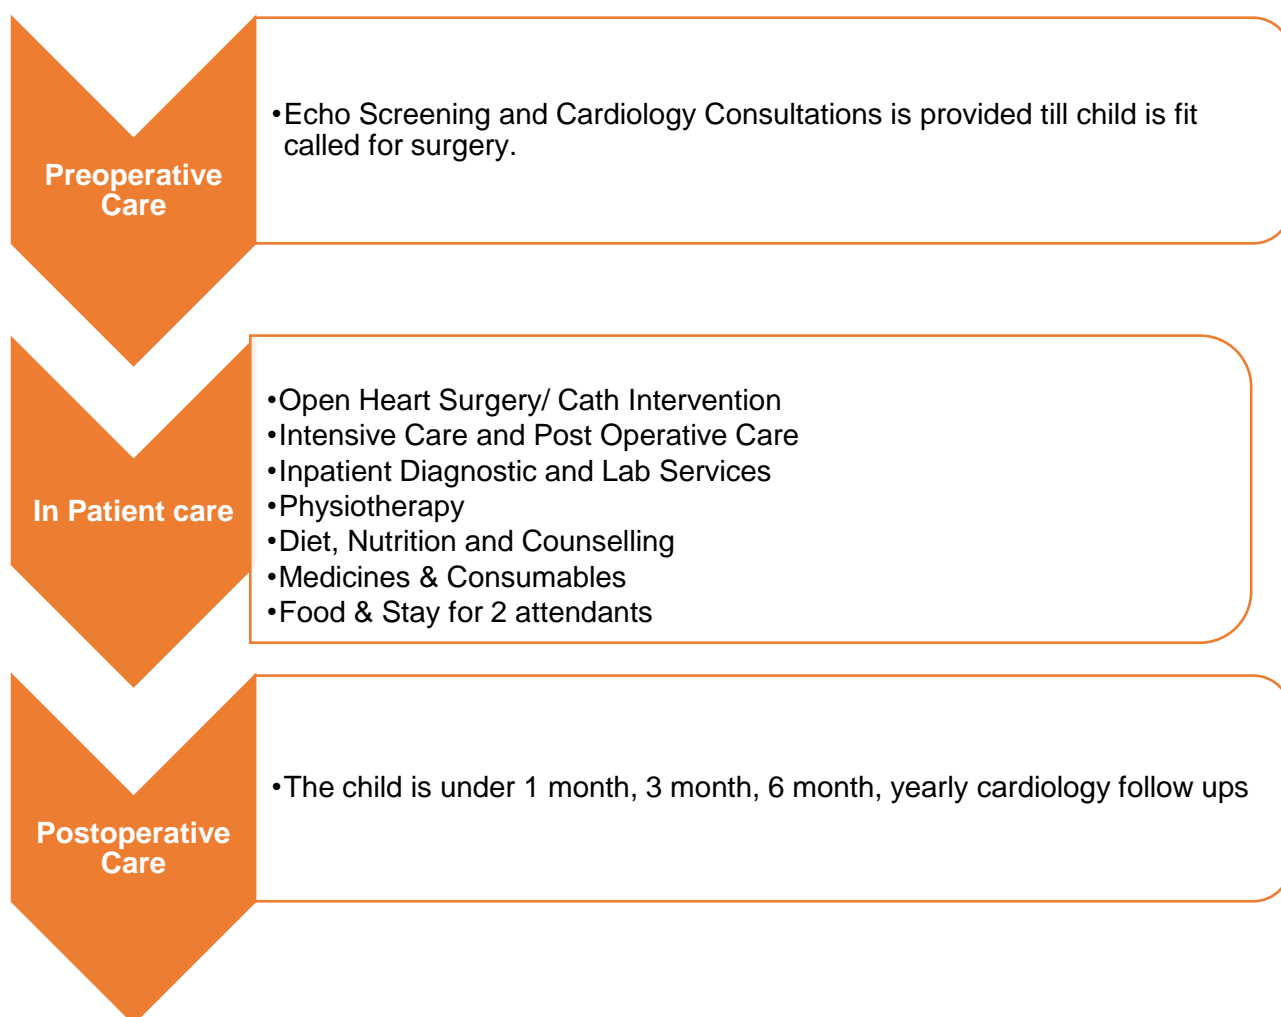 Preoperative
Care
•Echo Screening and Cardiology Consultations is provided till child is fit
called for surgery.
In Patient care
•Open Heart Surgery/ Cath Intervention
•Intensive Care and Post Operative Care
•Inpatient Diagnostic and Lab Services
•Physiotherapy
•Diet, Nutrition and Counselling
•Medicines & Consumables
•Food & Stay for 2 attendants
Postoperative
Care
•The child is under 1 month, 3 month, 6 month, yearly cardiology follow ups